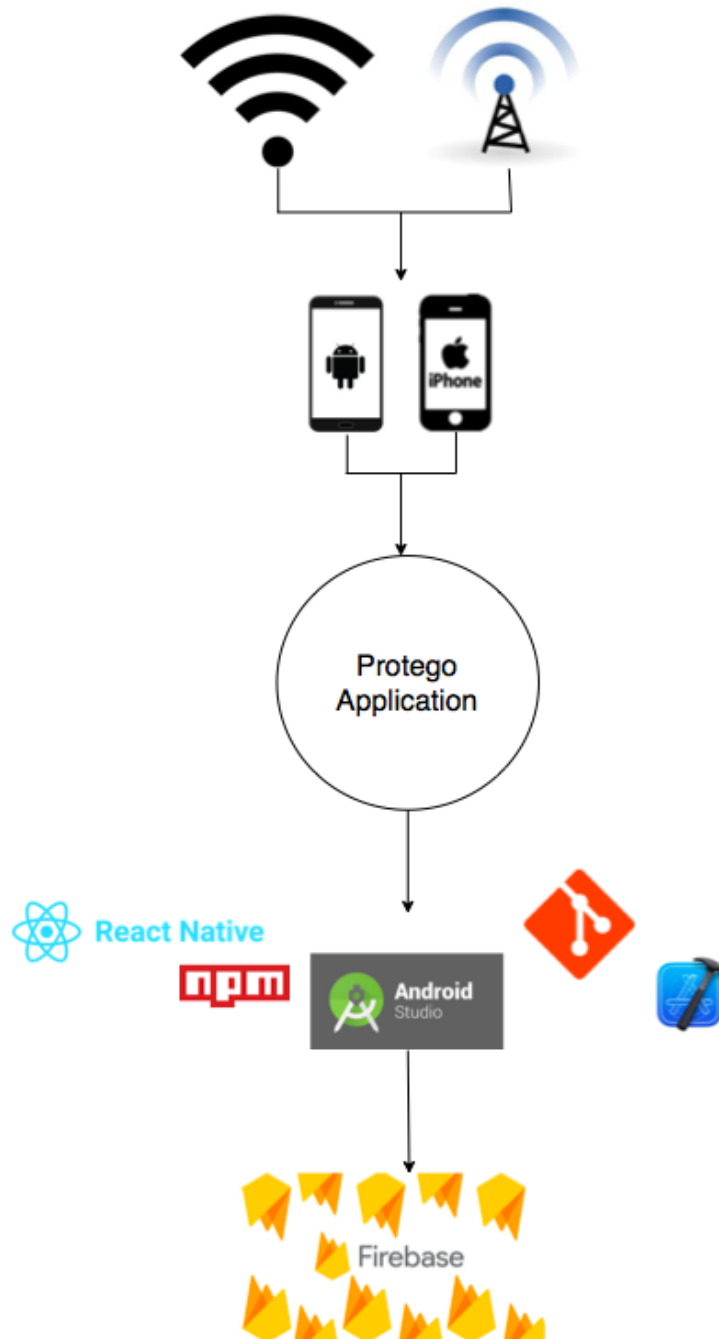 iPhone
Protego
Application
React Native
npm
Android
Studio
Firebase